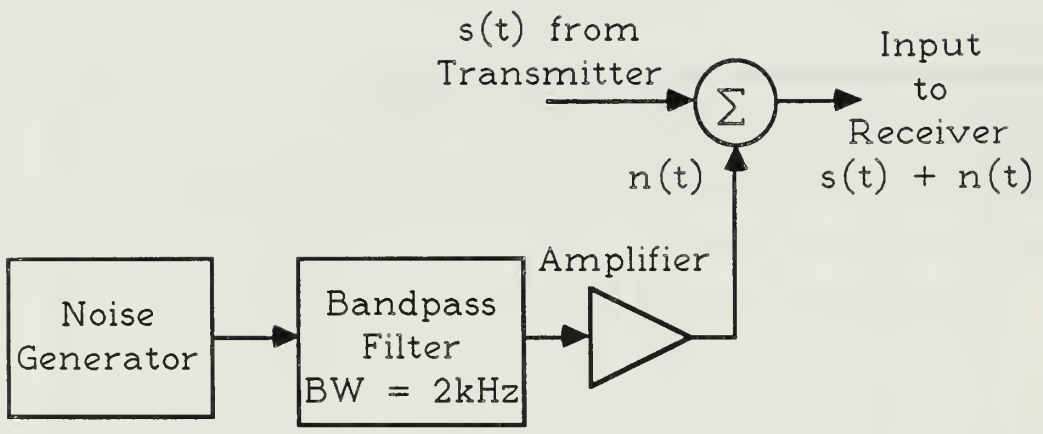 s(t) from
Transmitter
Σ
Input
to
Receiver
s(t) + n(t)
n(t)
Amplifier
Noise
Generator
Bandpass
Filter
BW = 2kHz